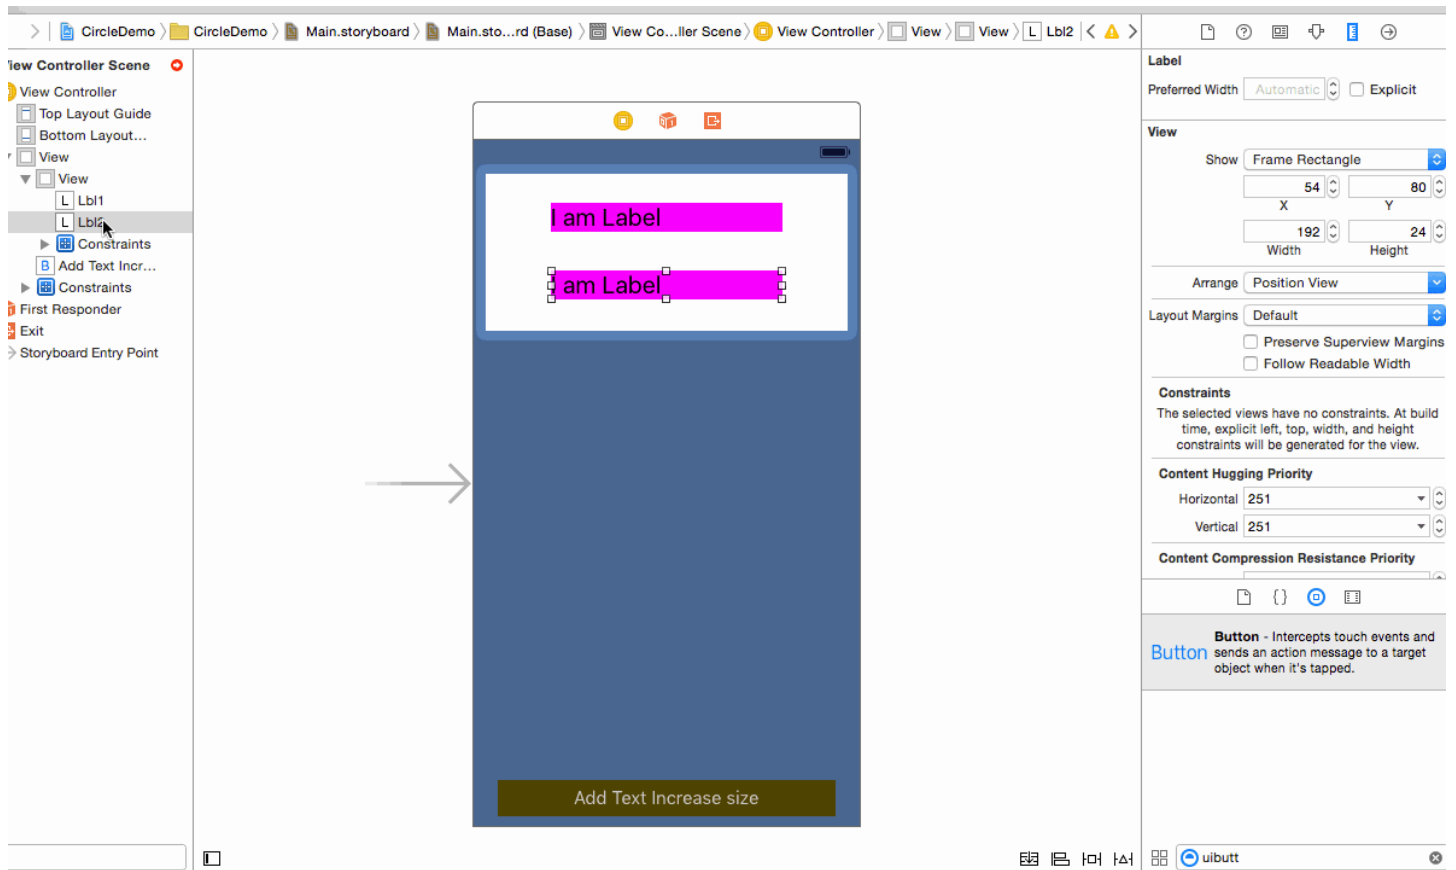 CircleDemo
CircleDemo
Main.storyboard
Main.sto...rd (Base)
View Co...ller Scene
View Controller
View
View
L
Lbl2
iew Controller Scene
View Controller
Top Layout Guide
Bottom Layout...
View
View
L Lbl1
L Lbl2
Constraints
B Add Text Incr...
Constraints
First Responder
Exit
Storyboard Entry Point
I am Label
am Label
Add Text Increase size
Label
Preferred Width Automatic Explicit
View
Show Frame Rectangle
54 80
X Y
192 24
Width Height
Arrange Position View
Layout Margins Default
Preserve Superview Margins
Follow Readable Width
Constraints
The selected views have no constraints. At build
time, explicit left, top, width, and height
constraints will be generated for the view.
Content Hugging Priority
Horizontal 251
Vertical 251
Content Compression Resistance Priority
{}
Button
Button - Intercepts touch events and
sends an action message to a target
object when it's tapped.
uibutt